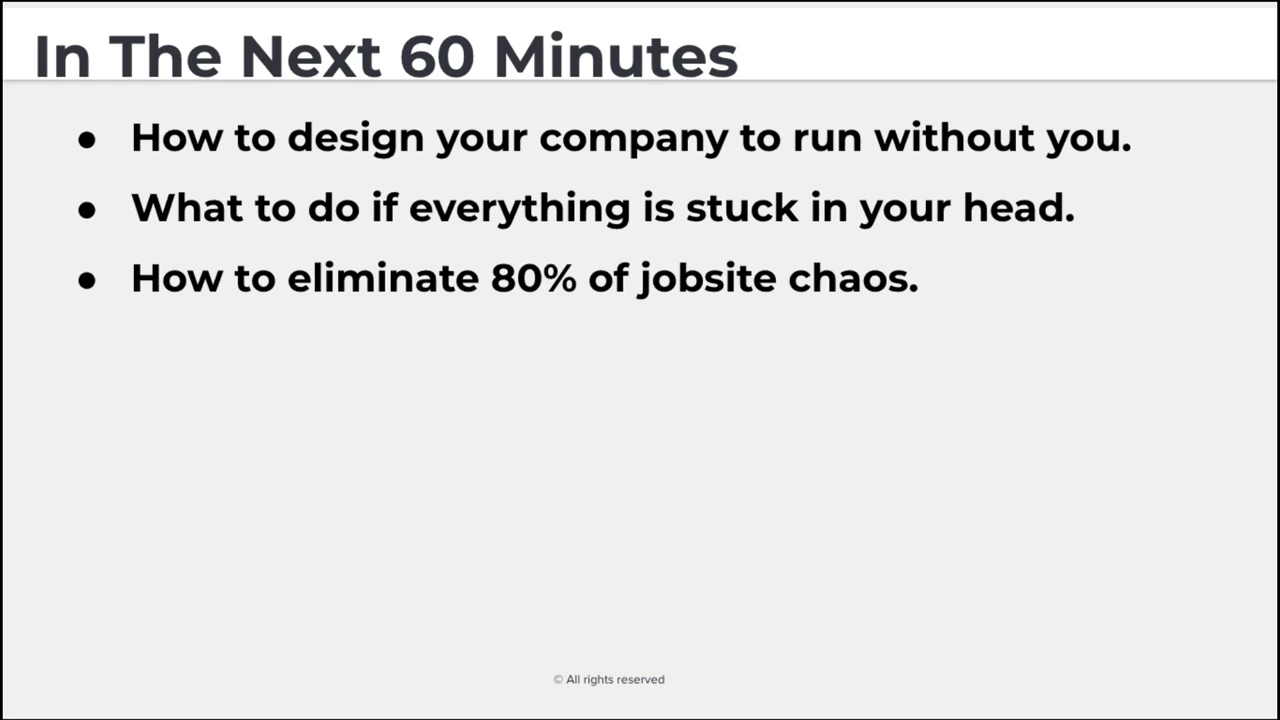 In The Next 60 Minutes
● How to design your company to run without you.
● What to do if everything is stuck in your head.
● How to eliminate 80% of jobsite chaos.
© All rights reserved